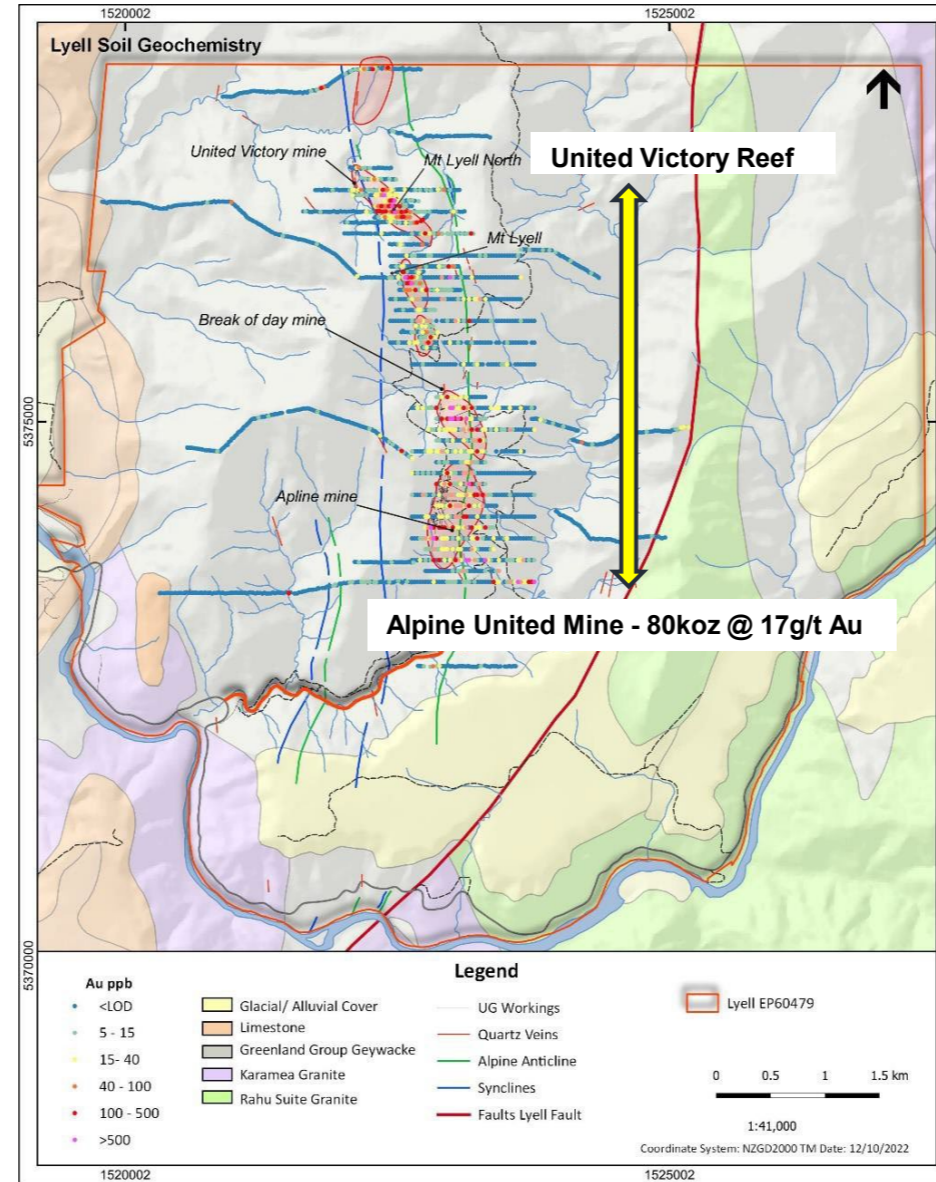 1520002
1525002
Lyell Soil Geochemistry
United Victory mine
Mt Lyell North
United Victory Reef
Mt Lyell
Break of day mine
5375000
Apline mine
Alpine United Mine - 80koz @ 17g/t Au
5370000
Legend
Au ppb
<LOD
5 - 15
15- 40
40 - 100
100 - 500
>500
Glacial/ Alluvial Cover
Limestone
Greenland Group Geywacke
Karamea Granite
Rahu Suite Granite
UG Workings
Quartz Veins
Alpine Anticline
Synclines
Faults Lyell Fault
Lyell EP60479
0 0.5 1 1.5 km
1:41,000
Coordinate System: NZGD2000 TM Date: 12/10/2022
1520002
1525002